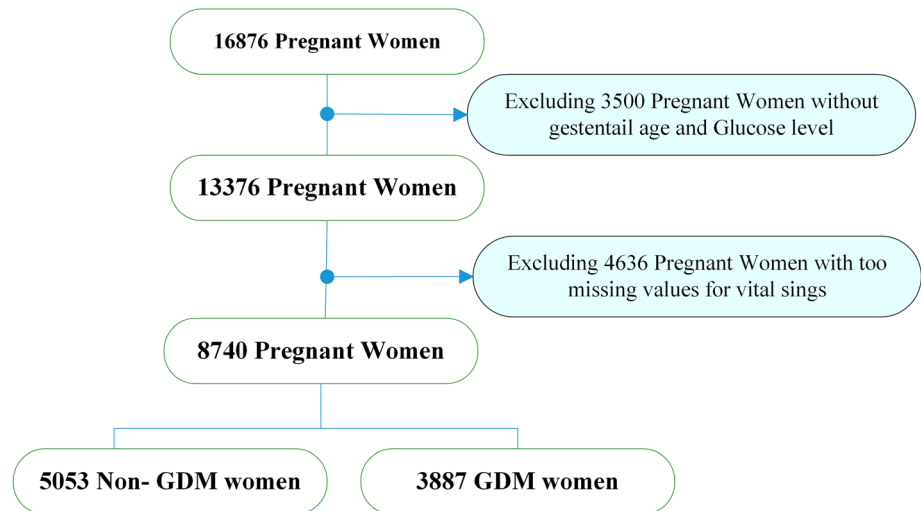 16876 Pregnant Women
Excluding 3500 Pregnant Women without
gestentail age and Glucose level
13376 Pregnant Women
Excluding 4636 Pregnant Women with too
missing values for vital sings
8740 Pregnant Women
5053 Non- GDM women
3887 GDM women